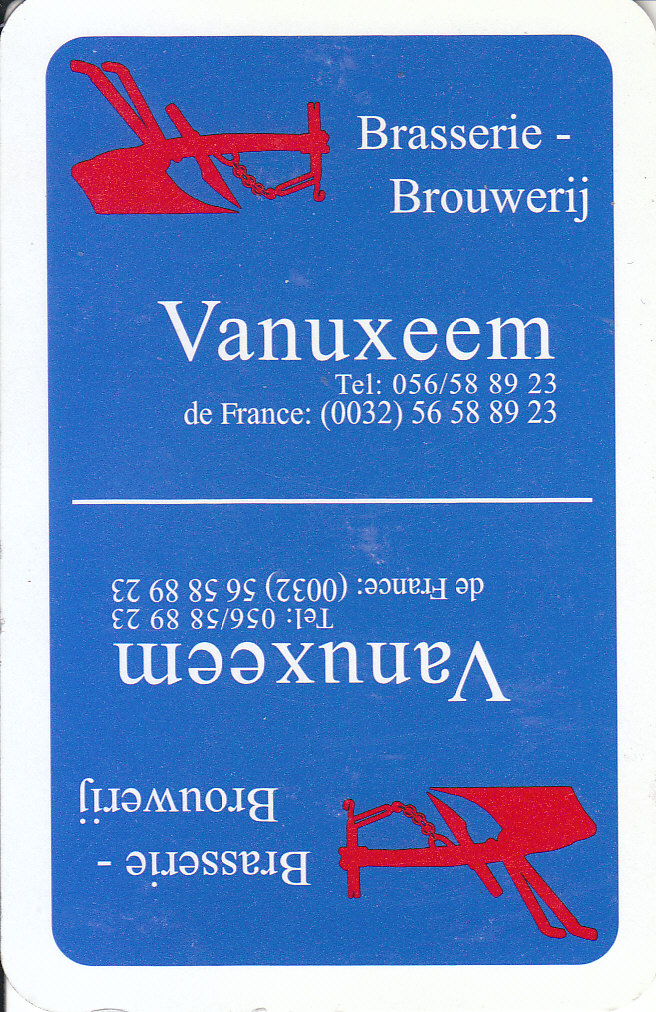 Brasserie -
Brouwerij
Vanuxeem
Tel: 056/58 89 23
de France: (0032) 56 58 89 23
de France: (0032) 56 58 89 23
Tel: 056/58 89 23
Vanuxeem
Brouwerij
Brasserie -